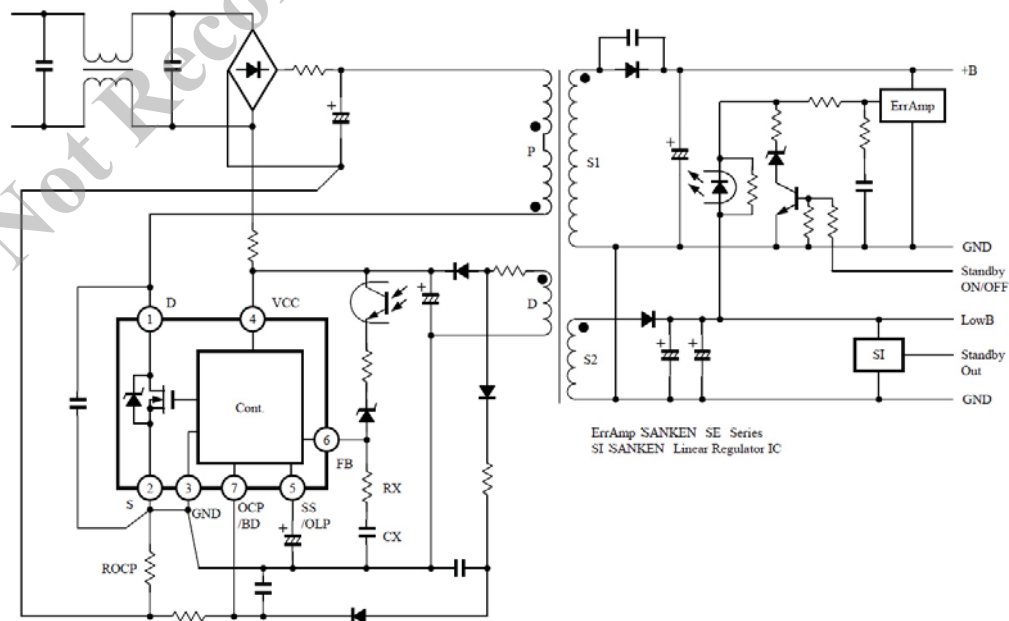 Not Recor
+B
ErrAmp
P
S1
GND
Standby
ON/OFF
D
VCC
D
LowB
S2
SI
Standby
Out
1
4
Cont.
GND
6
FB
ErrAmp SANKEN SE Series
SI SANKEN Linear Regulator IC
2
3
7
5
S
GND
OCP
/BD
SS
/OLP
RX
CX
ROCP
+
+
+
+
+
+